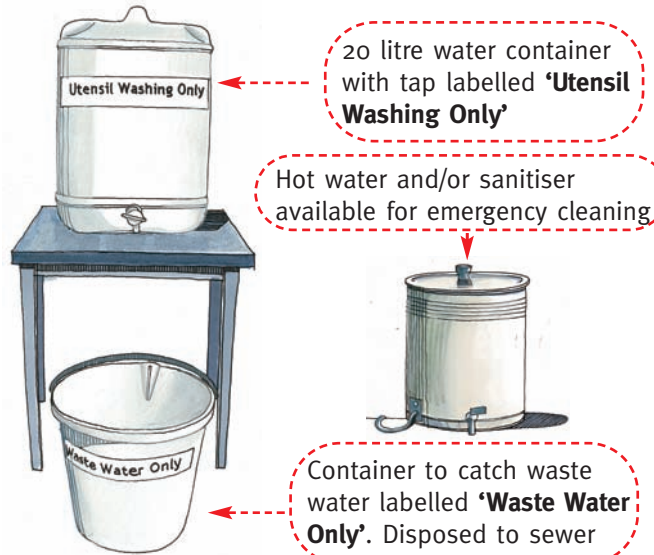 Utensil Washing Only
20 litre water container
with tap labelled ‘Utensil
Washing Only’
Hot water and/or sanitiser
available for emergency cleaning
Waste Water Only
Container to catch waste
water labelled ‘Waste Water
Only’. Disposed to sewer